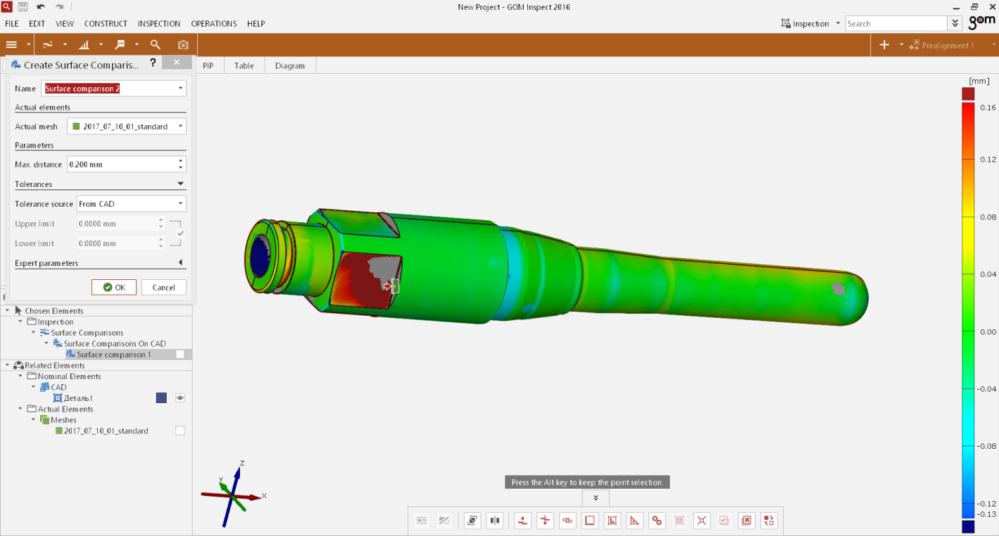 New Project - GOM Inspect 2016
FILE EDIT VIEW CONSTRUCT INSPECTION OPERATIONS HELP
Inspection
Search
gom
Prealignment 1
Create Surface Comparis... ?
PIP Table Diagram
Name Surface comparison 2
Actual elements
Actual mesh 2017_07_10_01_standard
Parameters
Max. distance 0.200 mm
Tolerances
Tolerance source From CAD
Upper limit 0.0000 mm
Lower limit 0.0000 mm
Expert parameters
OK Cancel
Chosen Elements
Inspection
Surface Comparisons
Surface Comparisons On CAD
Surface comparison 1
Related Elements
Nominal Elements
CAD
Деталь1
Actual Elements
Meshes
2017_07_10_01_standard
[mm]
0.16
0.12
0.08
0.04
0.00
-0.04
-0.08
-0.12
-0.13
Z
Y
X
Press the Alt key to keep the point selection.